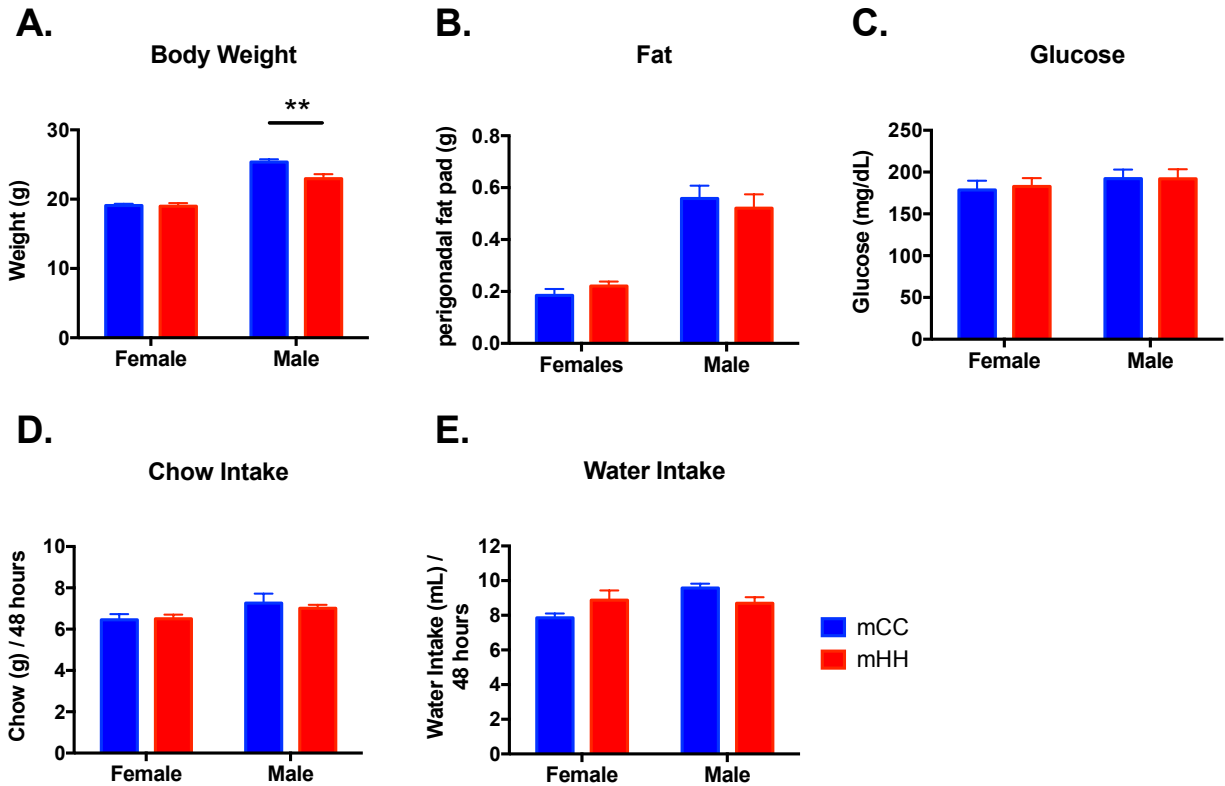 A.
Body Weight
**
Weight (g)
30
20
10
0
Female Male
B.
Fat
perigonadal fat pad (g)
0.8
0.6
0.4
0.2
0.0
Females Male
C.
Glucose
Glucose (mg/dL)
250
200
150
100
50
0
Female Male
D.
Chow Intake
Chow (g) / 48 hours
10
8
6
4
2
0
Female Male
E.
Water Intake
Water Intake (mL) /
48 hours
12
10
8
6
4
2
0
Female Male
mCC
mHH